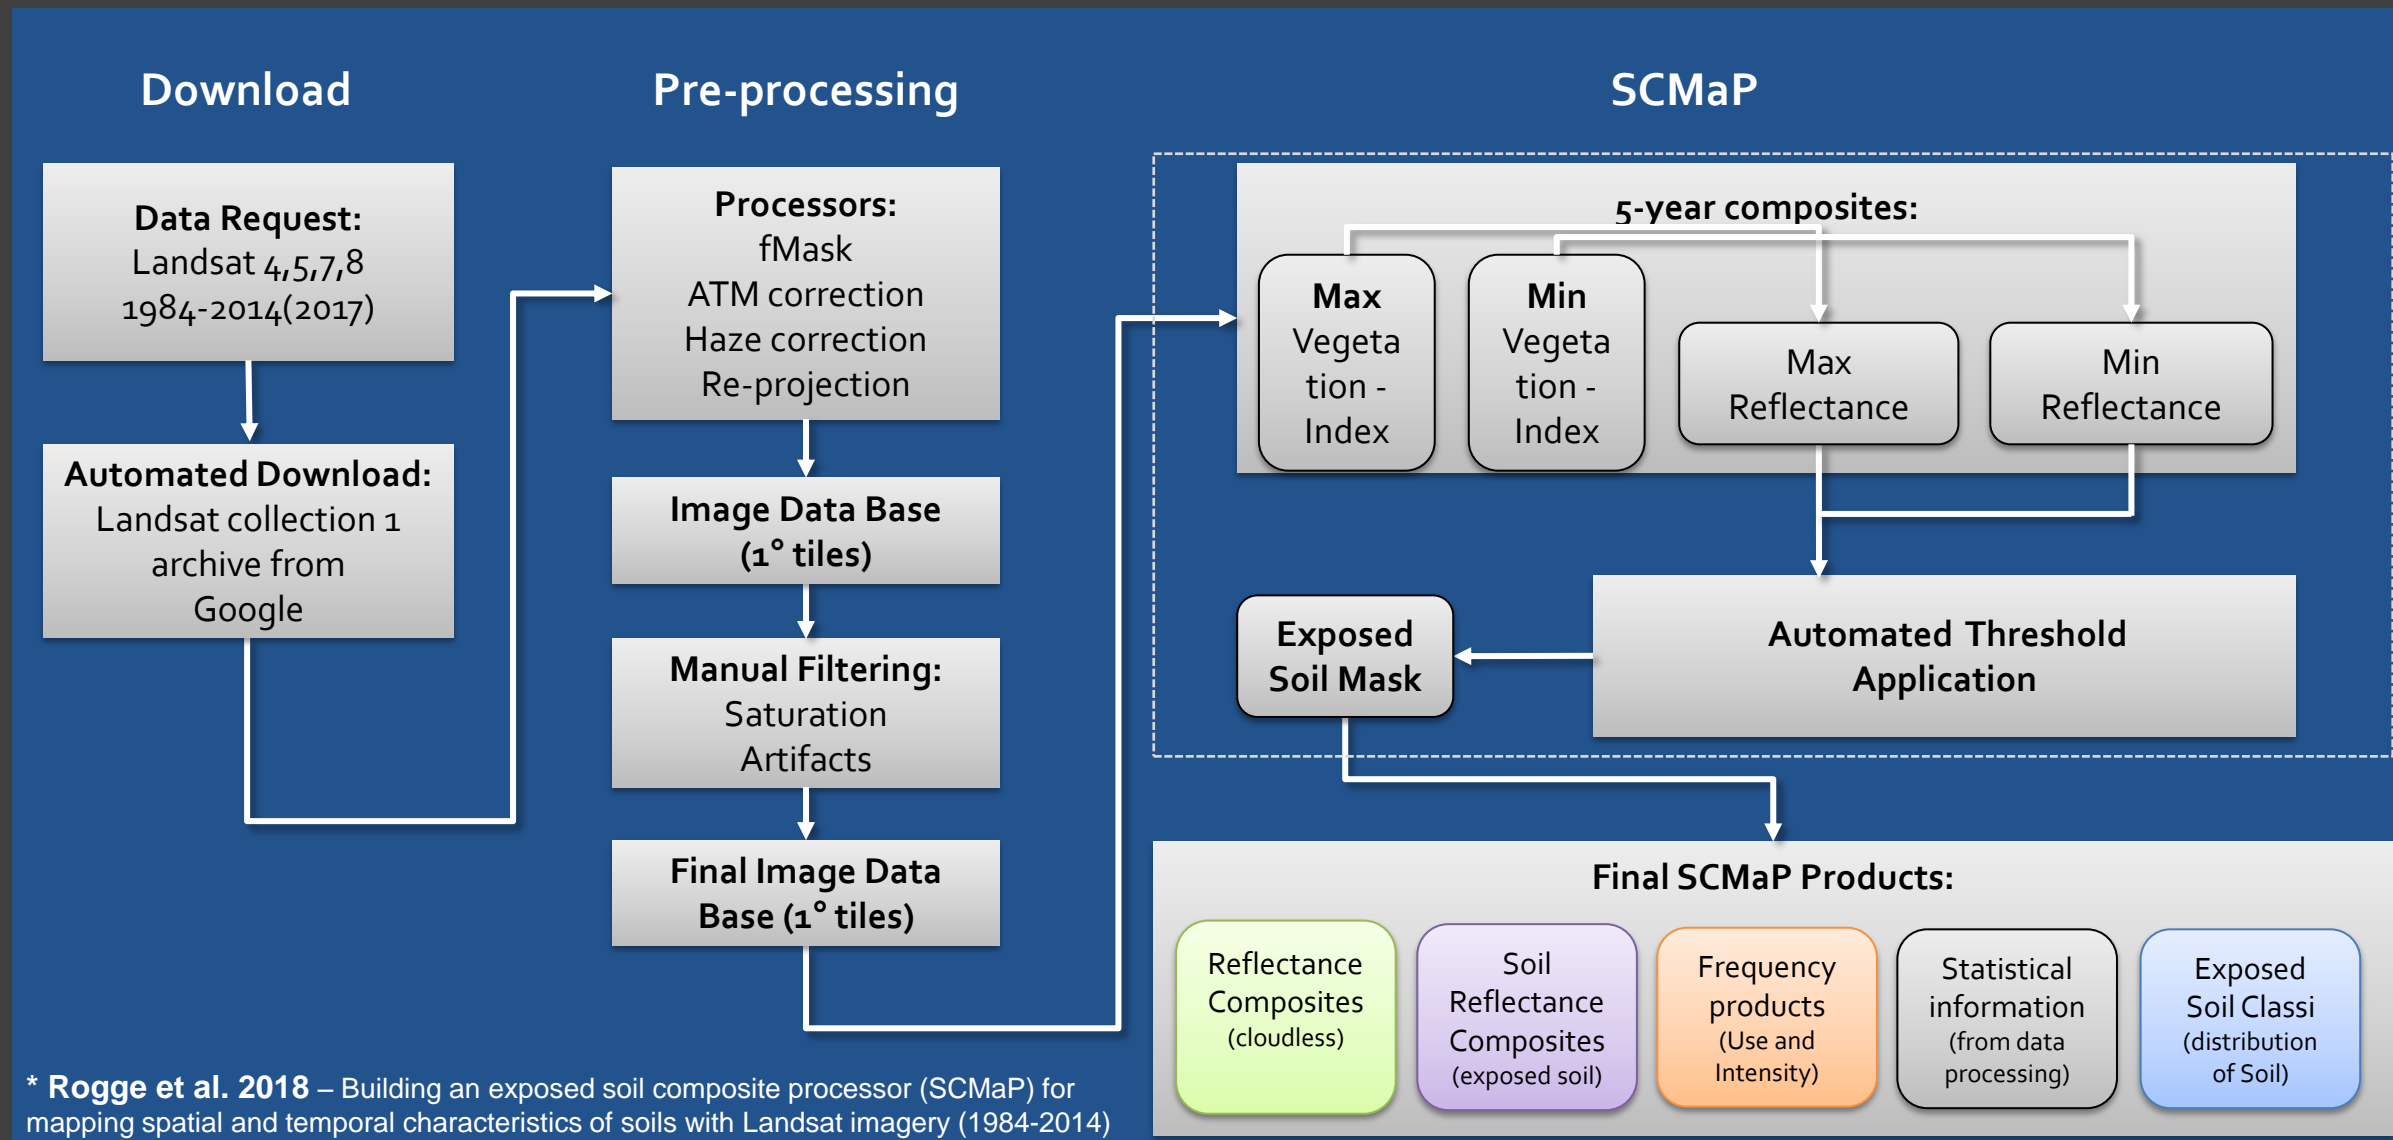 Download
Data Request:
Landsat 4,5,7,8
1984-2014(2017)
Automated Download:
Landsat collection 1
archive from
Google
Pre-processing
Processors:
fMask
ATM correction
Haze correction
Re-projection
Image Data Base
(1° tiles)
Manual Filtering:
Saturation
Artifacts
Final Image Data
Base (1° tiles)
SCMaP
5-year composites:
Max
Vegeta
tion -
Index
Min
Vegeta
tion -
Index
Max
Reflectance
Min
Reflectance
Automated Threshold
Application
Exposed
Soil Mask
Final SCMaP Products:
Reflectance
Composites
(cloudless)
Soil
Reflectance
Composites
(exposed soil)
Frequency
products
(Use and
Intensity)
Statistical
information
(from data
processing)
Exposed
Soil Classi
(distribution
of Soil)
* Rogge et al. 2018 – Building an exposed soil composite processor (SCMaP) for
mapping spatial and temporal characteristics of soils with Landsat imagery (1984-2014)